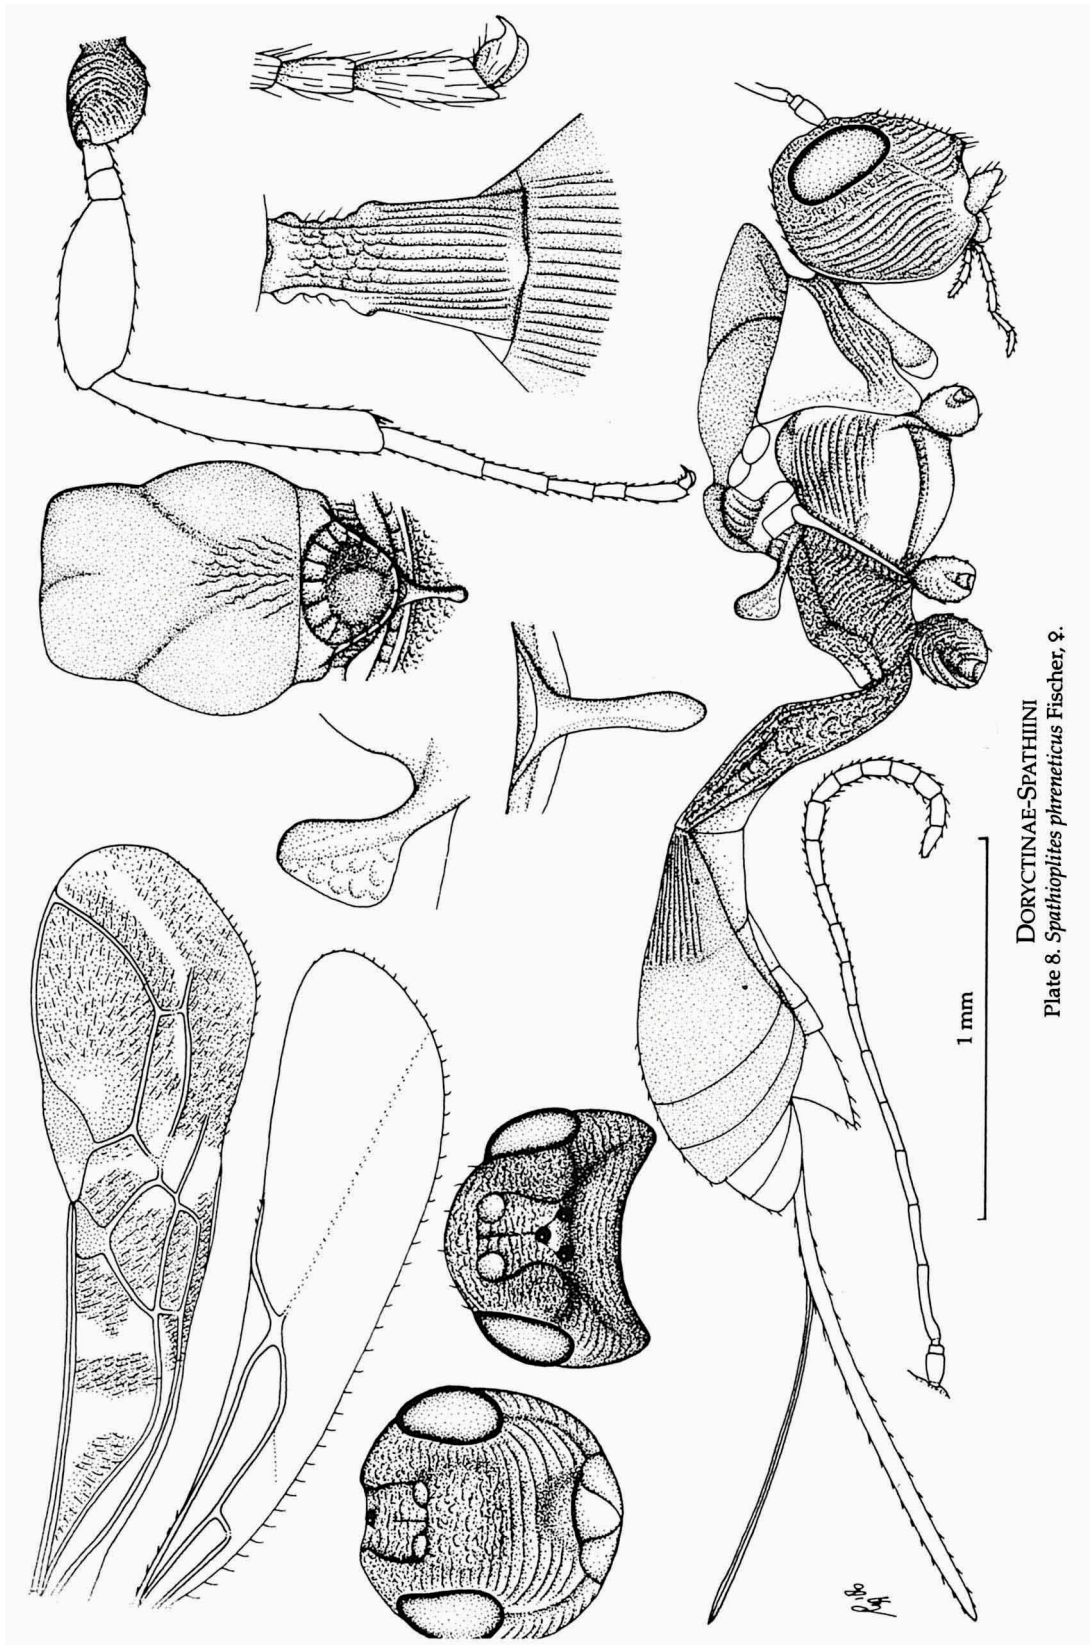 1 mm
DORYCTINAE-SPATHIINI
Plate 8. Spathioplites phreneticus Fischer, ♀.